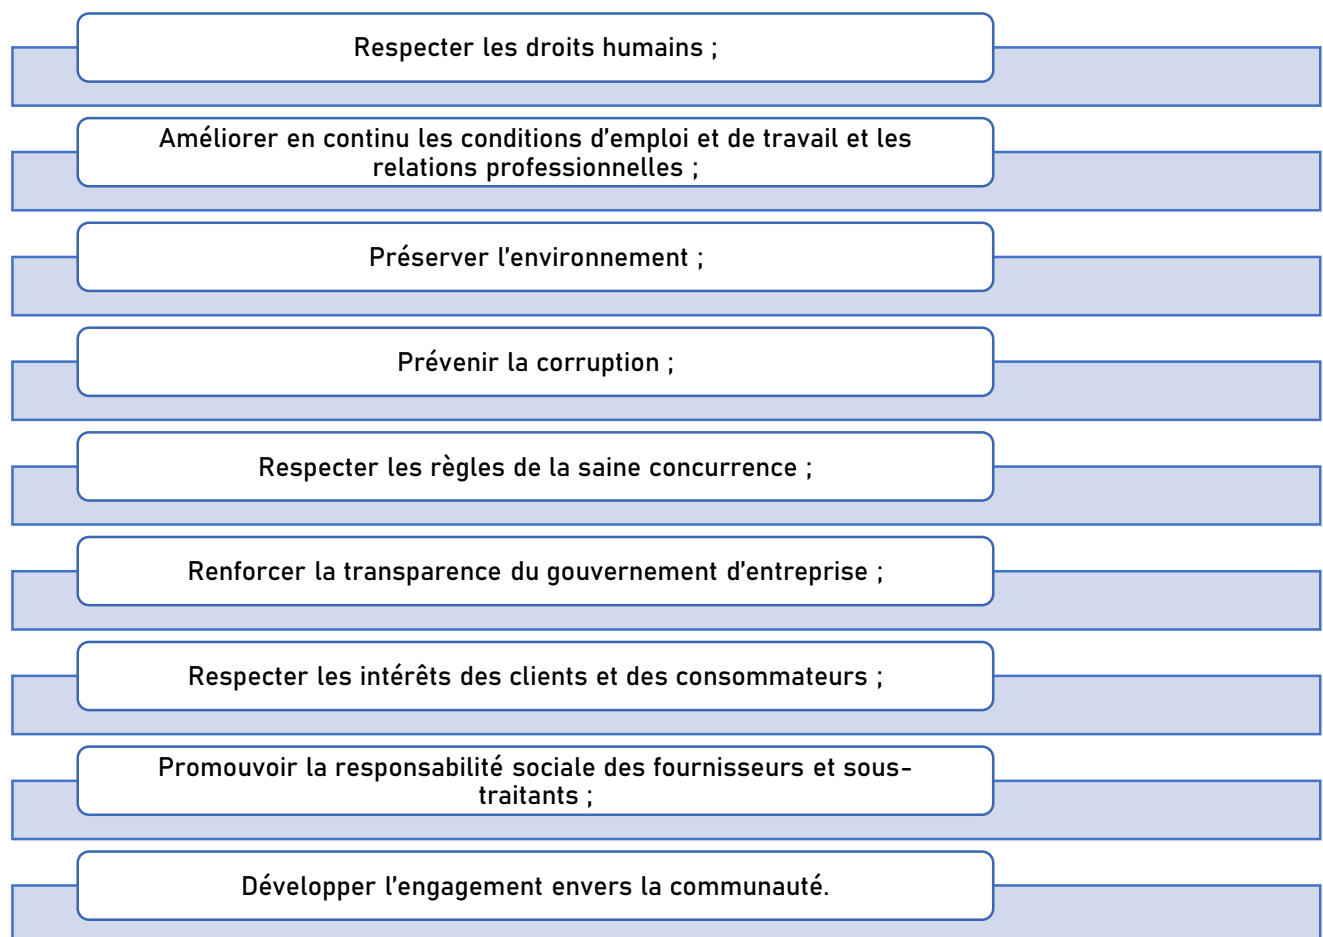 Respecter les droits humains ;
Améliorer en continu les conditions d’emploi et de travail et les
relations professionnelles ;
Préserver l’environnement ;
Prévenir la corruption ;
Respecter les règles de la saine concurrence ;
Renforcer la transparence du gouvernement d’entreprise ;
Respecter les intérêts des clients et des consommateurs ;
Promouvoir la responsabilité sociale des fournisseurs et sous-
traitants ;
Développer l’engagement envers la communauté.